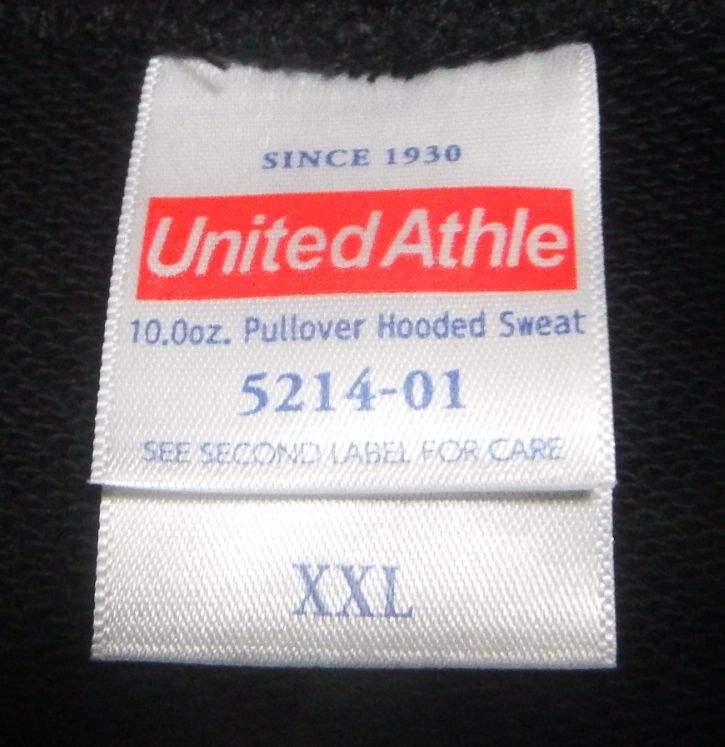 SINCE 1930
United Athle
10.0oz. Pullover Hooded Sweat
5214-01
SEE SECOND LABEL FOR CARE
XXL